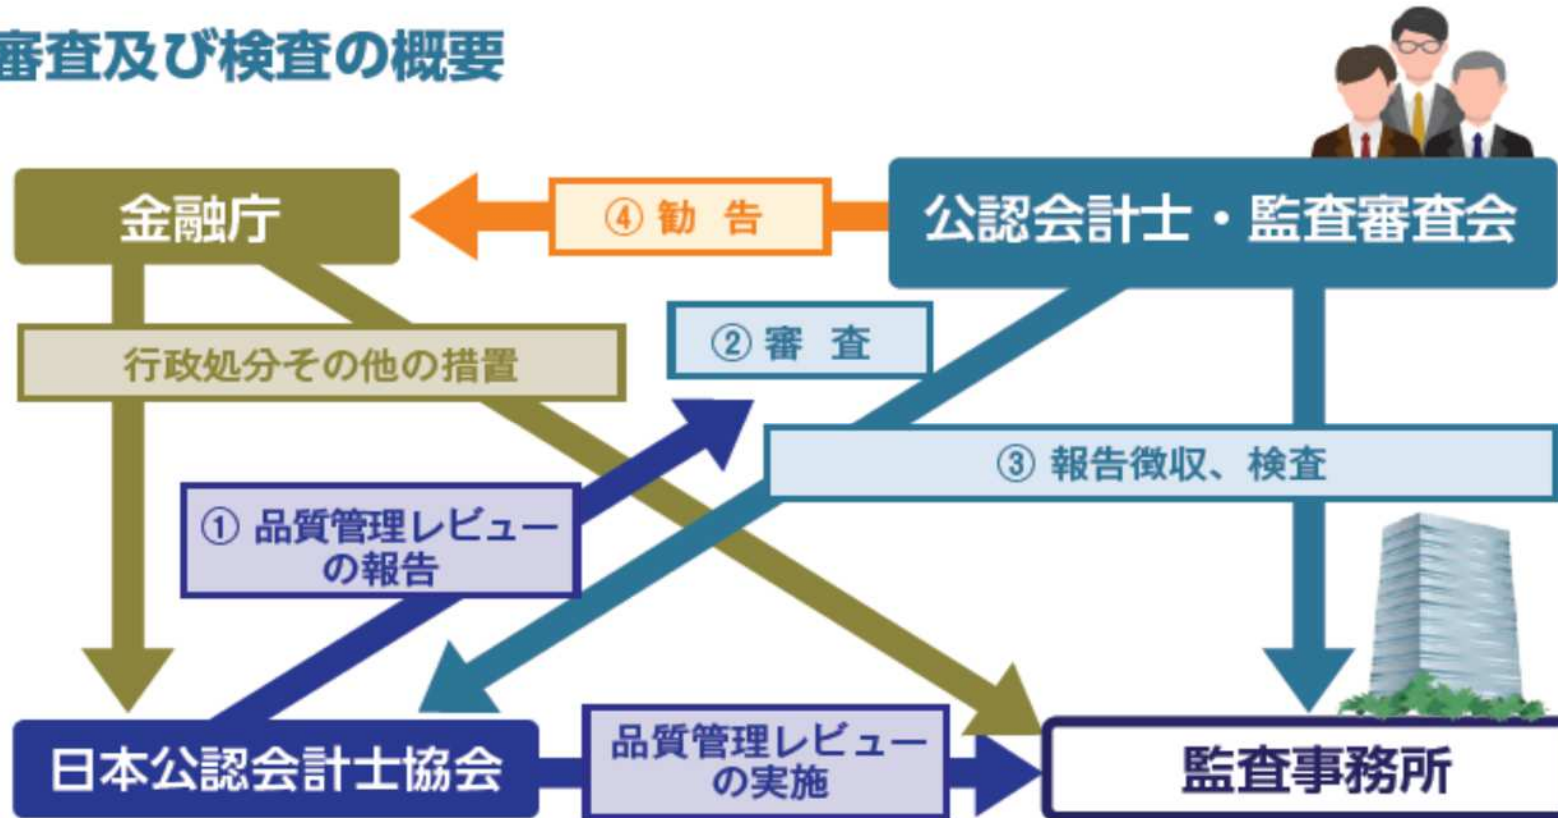 審査及び検査の概要
金融庁
④ 勧 告
公認会計士・監査審査会
② 審 査
行政処分その他の措置
③ 報告徴収、検査
① 品質管理レビュー
の報告
日本公認会計士協会
品質管理レビュー
の実施
監査事務所